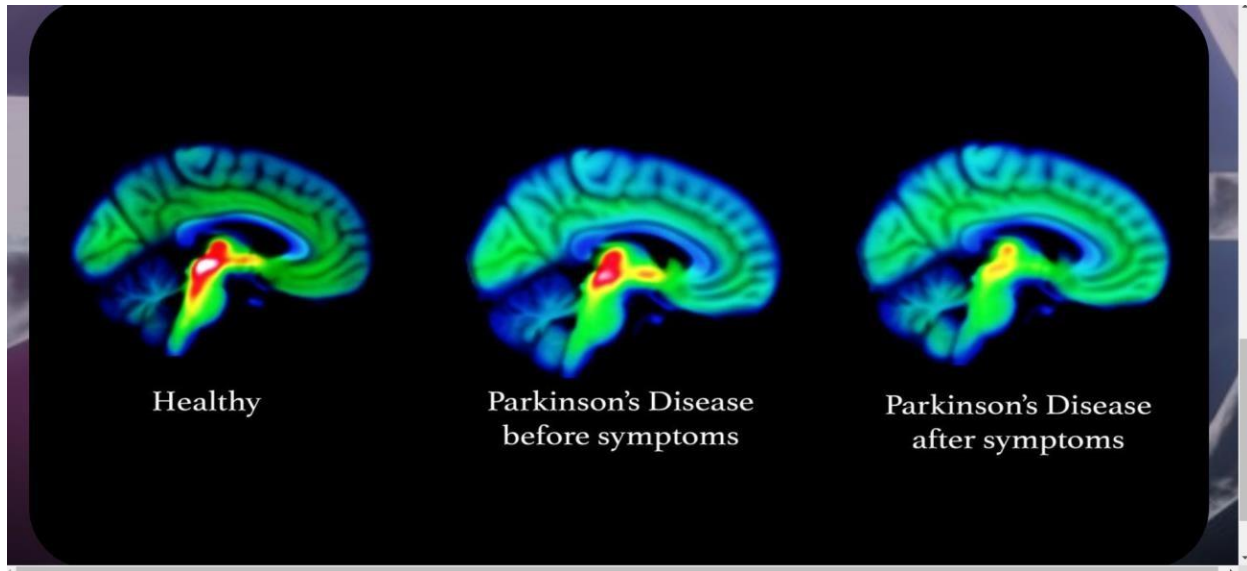 Healthy
Parkinson’s Disease
before symptoms
Parkinson’s Disease
after symptoms